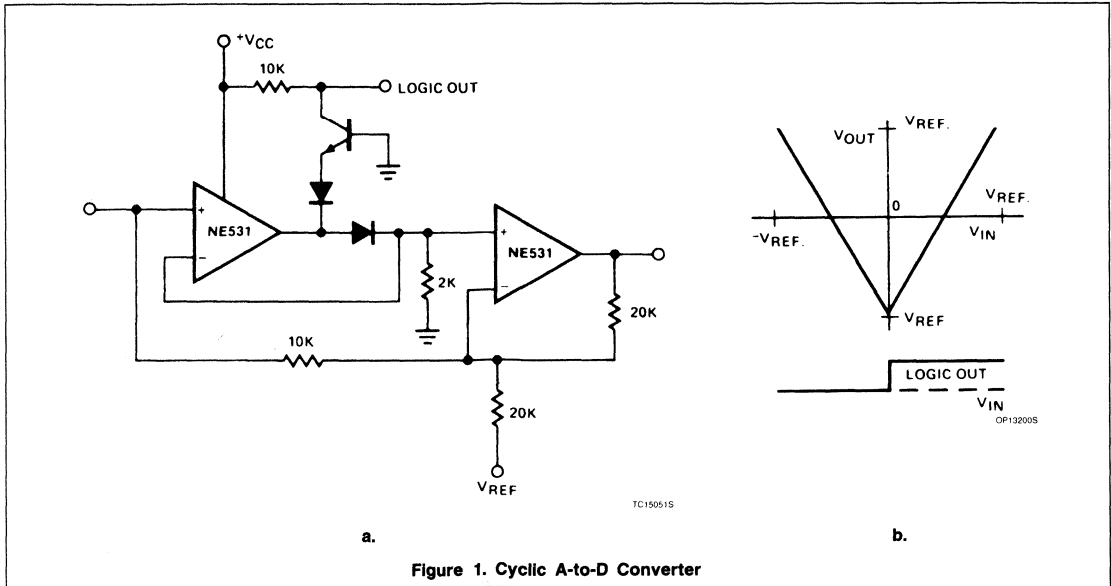 +VCC
10K
LOGIC OUT
+
NE531
−
2K
+
NE531
−
20K
10K
20K
VREF
TC15051S
a.
VOUT
VREF.
0
VREF.
-VREF.
VIN
VREF
LOGIC OUT
VIN
OP13200S
b.
Figure 1. Cyclic A-to-D Converter